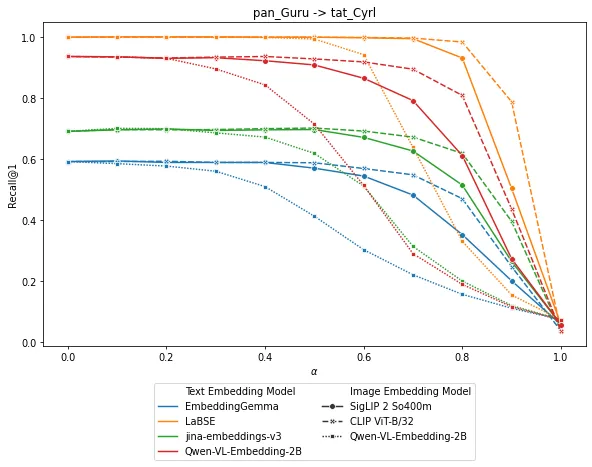 pan_Guru -> tat_Cyrl
Recall@1
1.0
0.8
0.6
0.4
0.2
0.0
0.0 0.2 0.4 0.6 0.8 1.0
α
Text Embedding Model
EmbeddingGemma
LaBSE
jina-embeddings-v3
Qwen-VL-Embedding-2B
Image Embedding Model
SigLIP 2 So400m
CLIP ViT-B/32
Qwen-VL-Embedding-2B